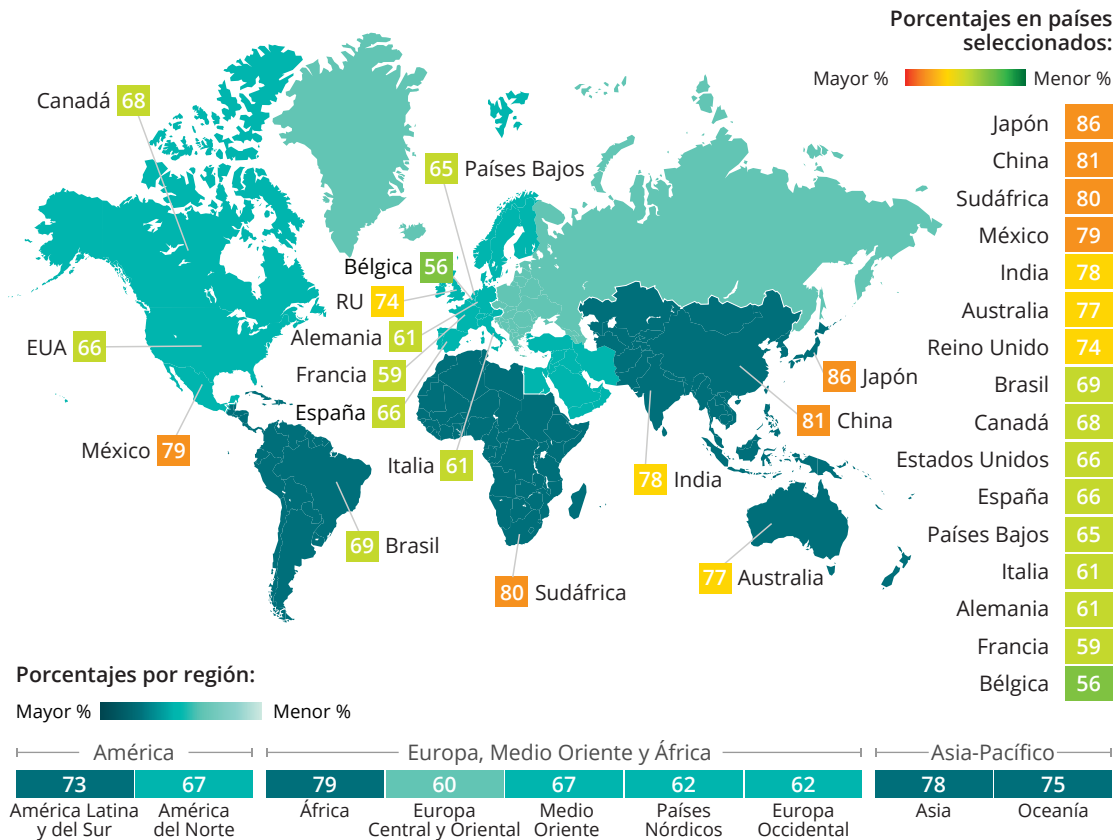 Porcentajes en países
seleccionados:
Mayor %
Menor %
Japón 86
China 81
Sudáfrica 80
México 79
India 78
Australia 77
Reino Unido 74
Brasil 69
Canadá 68
Estados Unidos 66
España 66
Países Bajos 65
Italia 61
Alemania 61
Francia 59
Bélgica 56
Canadá 68
65 Países Bajos
Bélgica 56
RU 74
Alemania 61
EUA 66
Francia 59
86 Japón
España 66
81 China
México 79
Italia 61
78 India
69 Brasil
77 Australia
80 Sudáfrica
Porcentajes por región:
Mayor %
Menor %
América
73
América Latina
y del Sur
67
América
del Norte
Europa, Medio Oriente y África
79
África
60
Europa
Central y Oriental
67
Medio
Oriente
62
Países
Nórdicos
62
Europa
Occidental
Asia-Pacífico
78
Asia
75
Oceanía